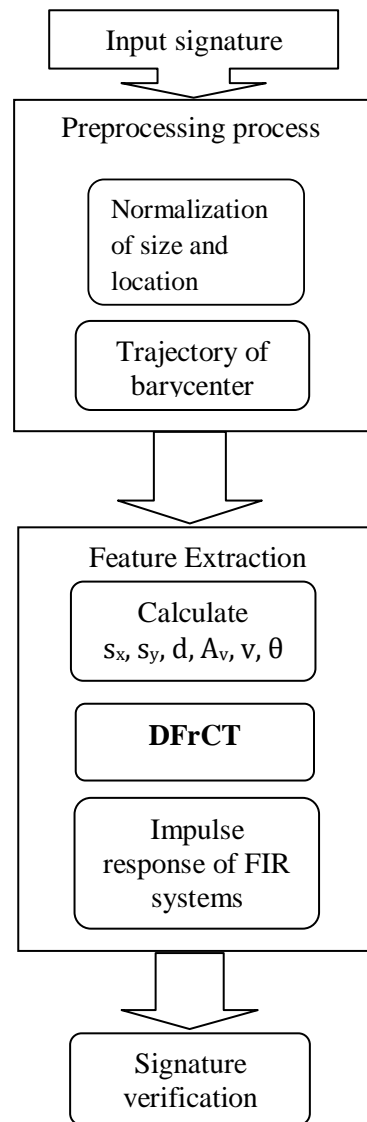 Input signature
Preprocessing process
Normalization
of size and
location
Trajectory of
barycenter
Feature Extraction
Calculate
sₓ, sᵧ, d, Aᵥ, v, θ
DFrCT
Impulse
response of FIR
systems
Signature
verification